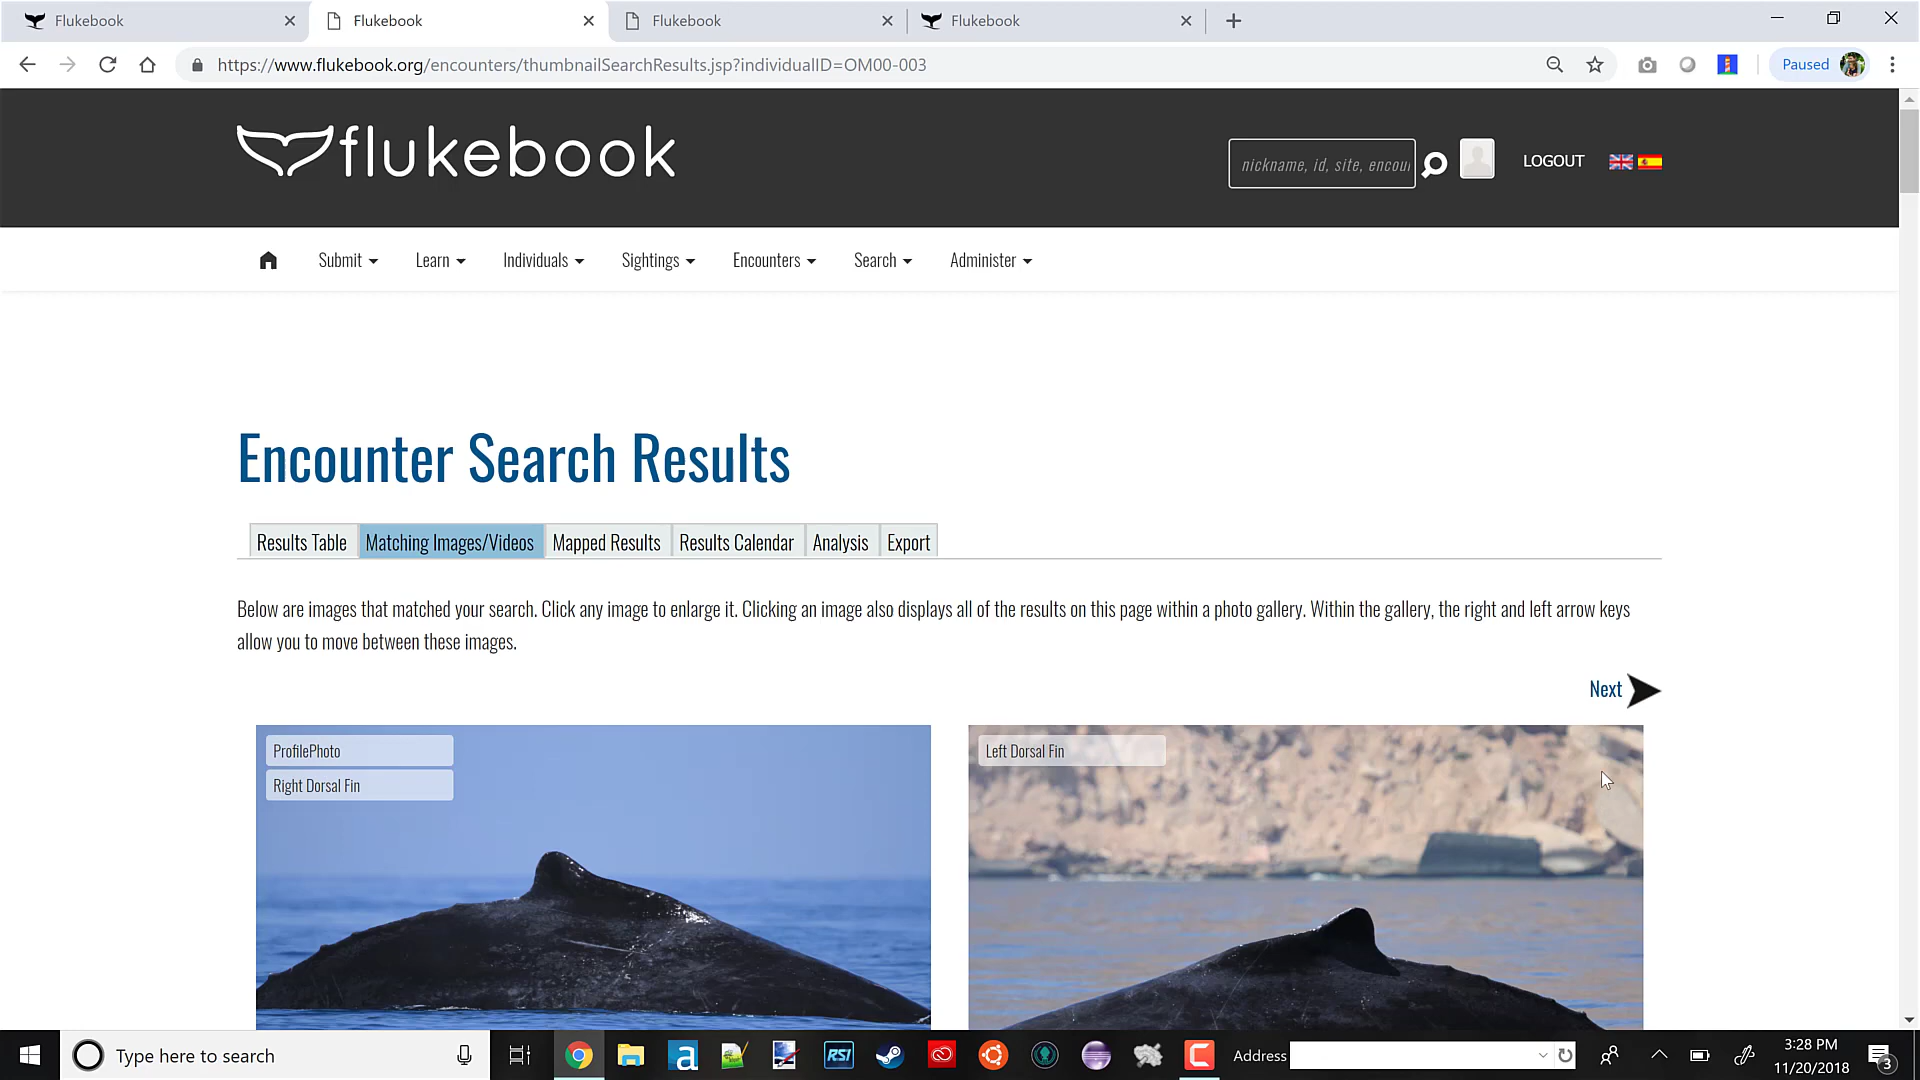 Flukebook
Flukebook
Flukebook
Flukebook
https://www.flukebook.org/encounters/thumbnailSearchResults.jsp?individualID=OM00-003
Paused
flukebook
nickname, id, site, encou
LOGOUT
Submit
Learn
Individuals
Sightings
Encounters
Search
Administer
Encounter Search Results
Results Table
Matching Images/Videos
Mapped Results
Results Calendar
Analysis
Export
Below are images that matched your search. Click any image to enlarge it. Clicking an image also displays all of the results on this page within a photo gallery. Within the gallery, the right and left arrow keys
allow you to move between these images.
Next
ProfilePhoto
Right Dorsal Fin
Left Dorsal Fin
Type here to search
a
RSI
Address
3:28 PM
11/20/2018
3